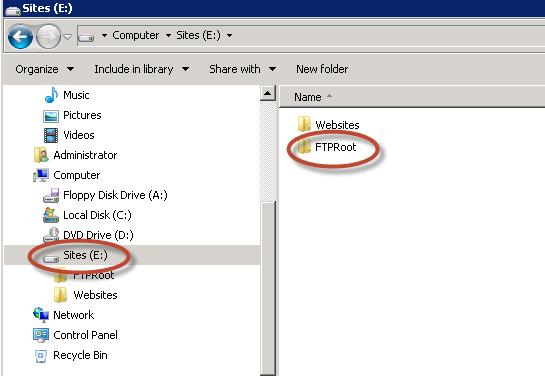 Sites (E:)
Computer Sites (E:)
Organize Include in library Share with New folder
Music
Pictures
Videos
Administrator
Computer
Floppy Disk Drive (A:)
Local Disk (C:)
DVD Drive (D:)
Sites (E:)
FTPRoot
Websites
Network
Control Panel
Recycle Bin
Name
Websites
FTPRoot